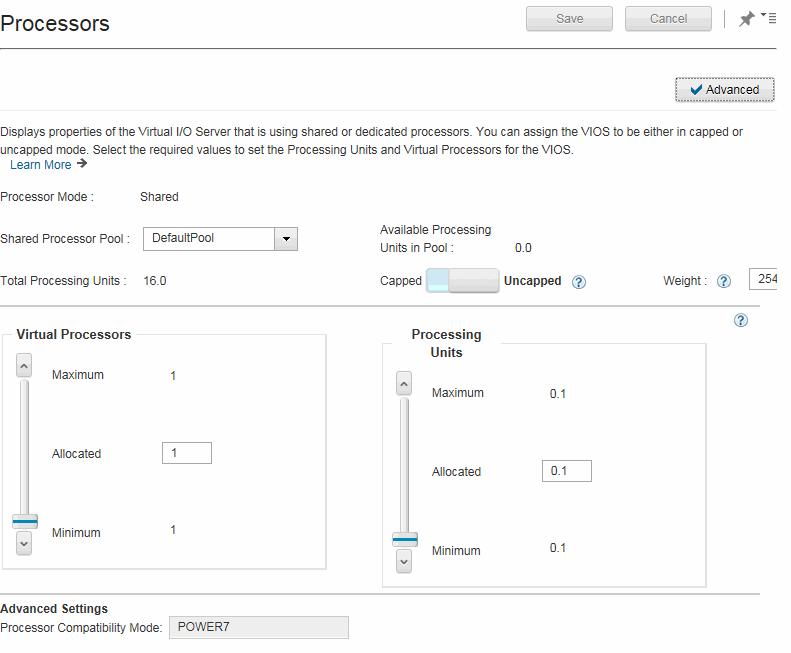 Processors
Save
Cancel
Advanced
Displays properties of the Virtual I/O Server that is using shared or dedicated processors. You can assign the VIOS to be either in capped or
uncapped mode. Select the required values to set the Processing Units and Virtual Processors for the VIOS.
Learn More
Processor Mode : Shared
Shared Processor Pool : DefaultPool
Available Processing
Units in Pool : 0.0
Total Processing Units : 16.0
Capped Uncapped ? Weight : ? 254
?
Virtual Processors
Maximum 1
Allocated 1
Minimum 1
Processing
Units
Maximum 0.1
Allocated 0.1
Minimum 0.1
Advanced Settings
Processor Compatibility Mode: POWER7